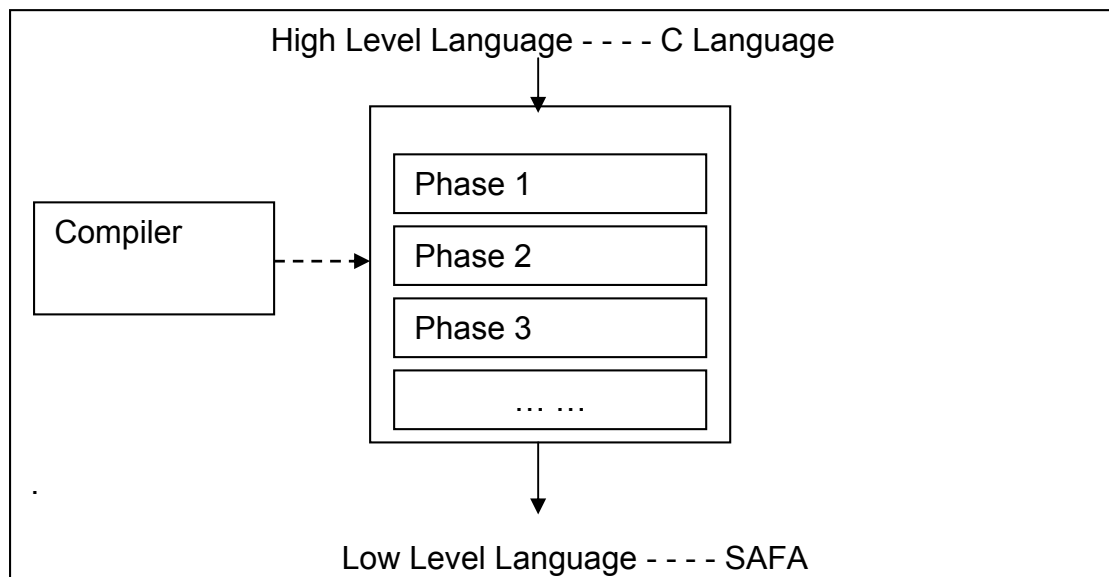 High Level Language - - - - C Language
Phase 1
Compiler
Phase 2
Phase 3
… …
.
Low Level Language - - - - SAFA